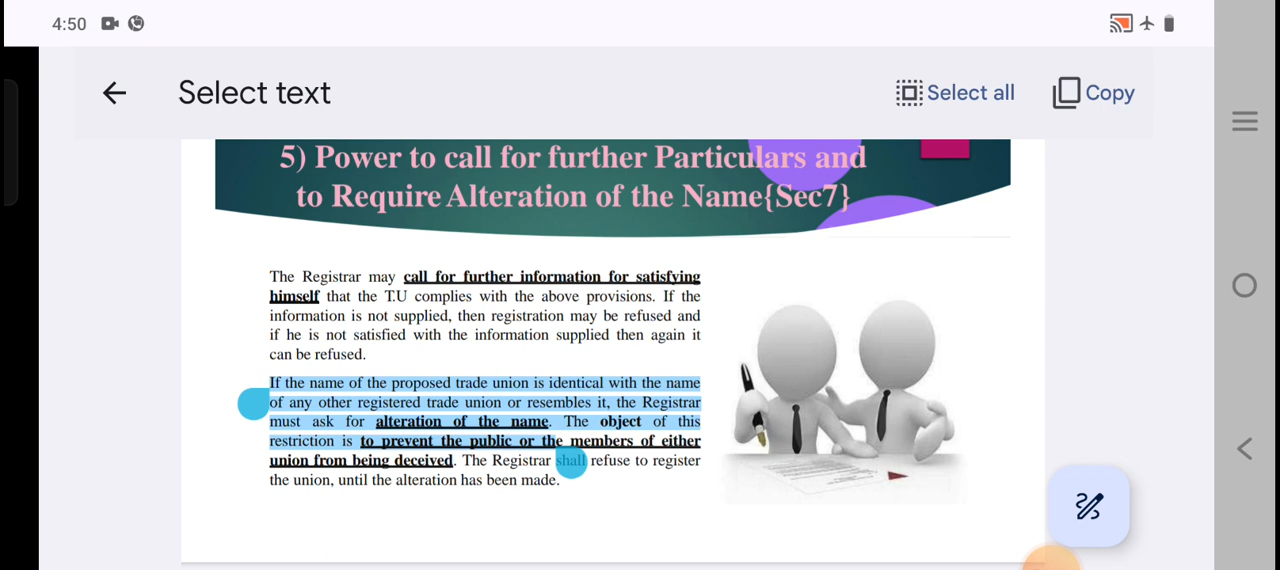 4:50
Select text
Select all
Copy
5) Power to call for further Particulars and
to Require Alteration of the Name{Sec7}
The Registrar may call for further information for satisfying
himself that the T.U complies with the above provisions. If the
information is not supplied, then registration may be refused and
if he is not satisfied with the information supplied then again it
can be refused.
If the name of the proposed trade union is identical with the name
of any other registered trade union or resembles it, the Registrar
must ask for alteration of the name. The object of this
restriction is to prevent the public or the members of either
union from being deceived. The Registrar shall refuse to register
the union, until the alteration has been made.